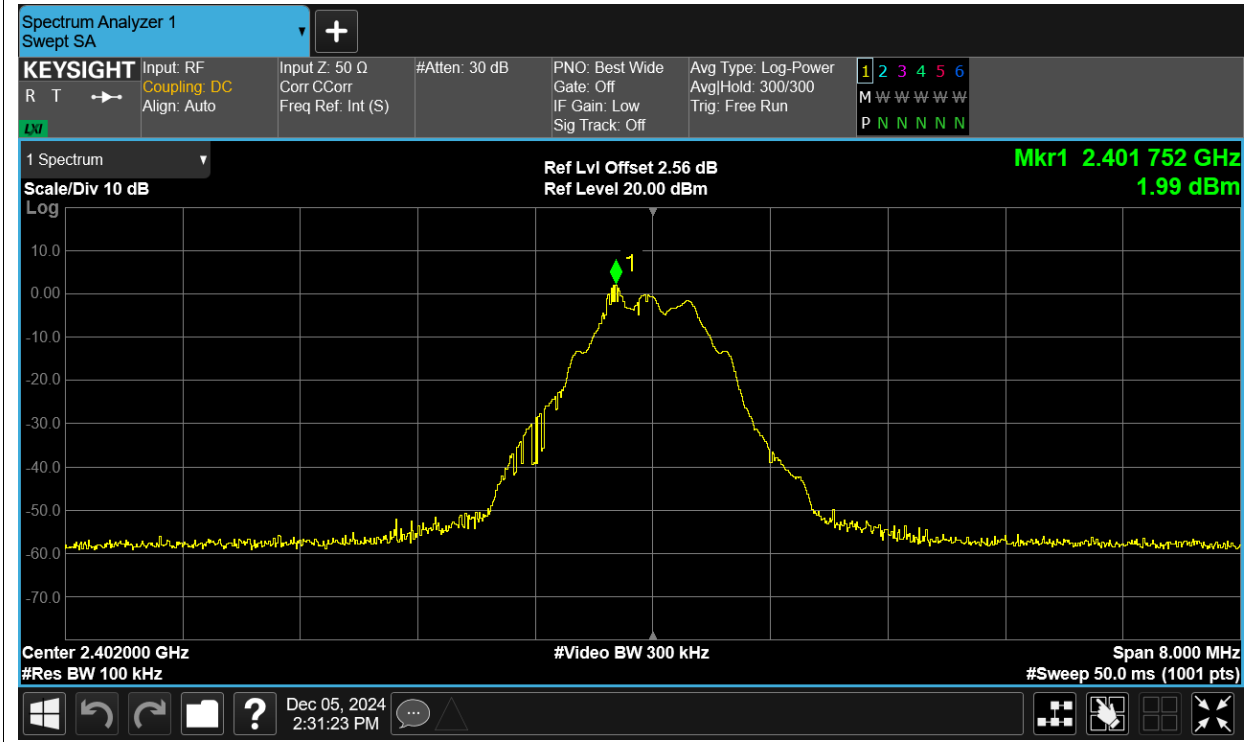 Spectrum Analyzer 1
Swept SA
+
KEYSIGHT
R T
LXI
Input: RF
Coupling: DC
Align: Auto
Input Z: 50 Ω
Corr CCorr
Freq Ref: Int (S)
#Atten: 30 dB
PNO: Best Wide
Gate: Off
IF Gain: Low
Sig Track: Off
Avg Type: Log-Power
Avg|Hold: 300/300
Trig: Free Run
1 2 3 4 5 6
M W W W W W
P N N N N N
1 Spectrum
Scale/Div 10 dB
Log
Ref Lvl Offset 2.56 dB
Ref Level 20.00 dBm
Mkr1 2.401 752 GHz
1.99 dBm
10.0
1
0.00
-10.0
-20.0
-30.0
-40.0
-50.0
-60.0
-70.0
Center 2.402000 GHz
#Video BW 300 kHz
Span 8.000 MHz
#Res BW 100 kHz
#Sweep 50.0 ms (1001 pts)
?
Dec 05, 2024
2:31:23 PM